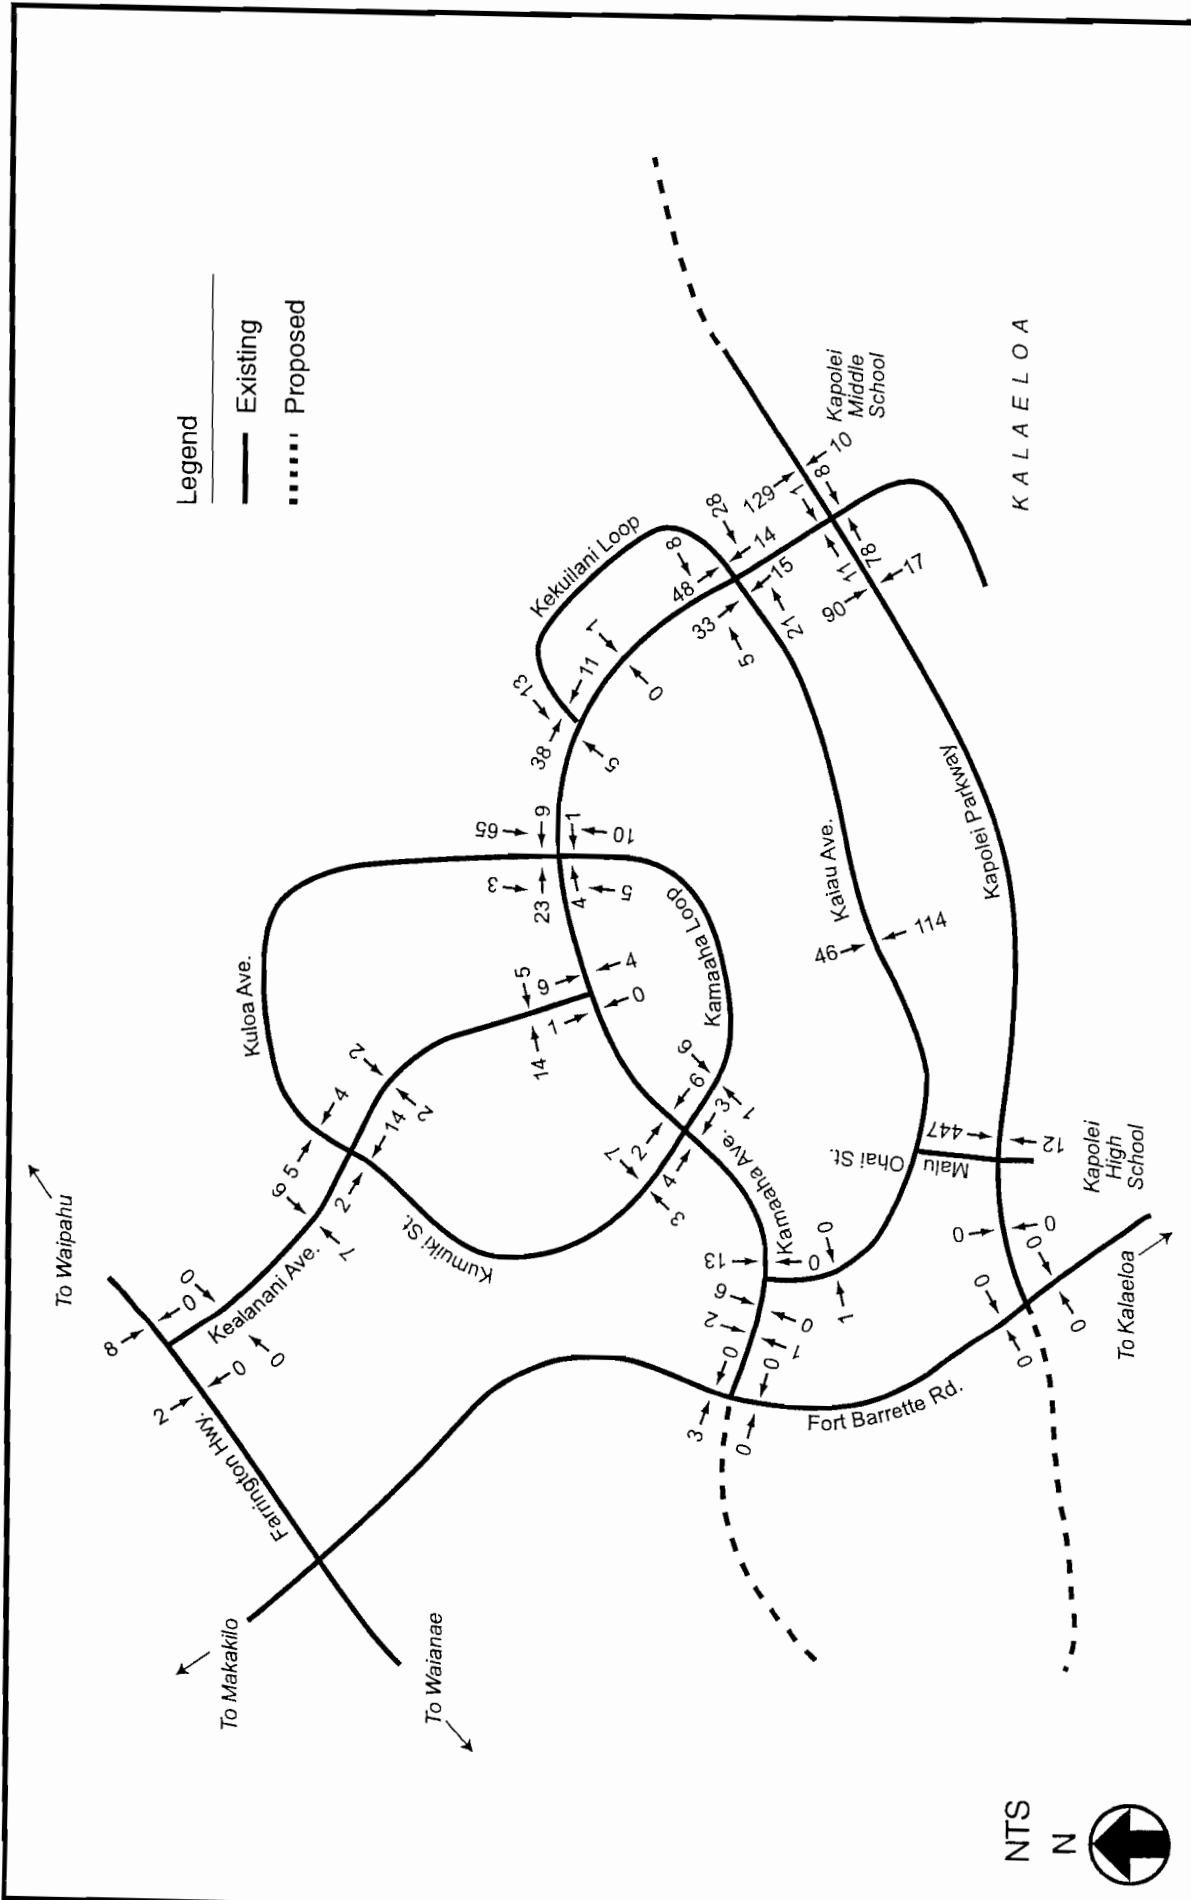 Legend
Existing
Proposed
To Waipahu
To Makakilo
To Waianae
To Kalaeloa
Farrington Hwy.
Kealanani Ave.
Kuloa Ave.
Kumuiki St.
Kamaaha Loop
Kamaaha Ave.
Kekuilani Loop
Kaiau Ave.
Malu
Ohai St.
Kapolei Parkway
Fort Barrette Rd.
Kapolei
Middle
School
Kapolei
High
School
KALAELOA
NTS
N
8
2
0
0
0
0
6
7
5
2
4
14
2
2
14
5
1
9
0
4
3
65
23
9
4
1
5
10
38
13
11
5
1
0
48
8
28
14
33
15
5
21
129
10
1
8
11
78
90
17
46
114
447
12
7
2
4
3
6
6
3
1
13
0
0
1
6
0
2
1
0
0
3
0
0
0
0
0
0
0